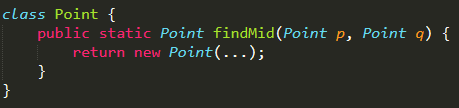 class Point {
    public static Point findMid(Point p, Point q) {
        return new Point(...);
    }
}